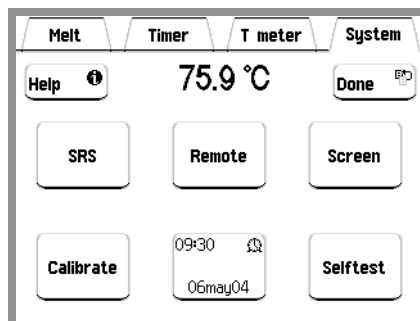 Melt Timer T meter System
Help 75.9 °C Done
SRS Remote Screen
Calibrate 09:30 Selftest
06may04